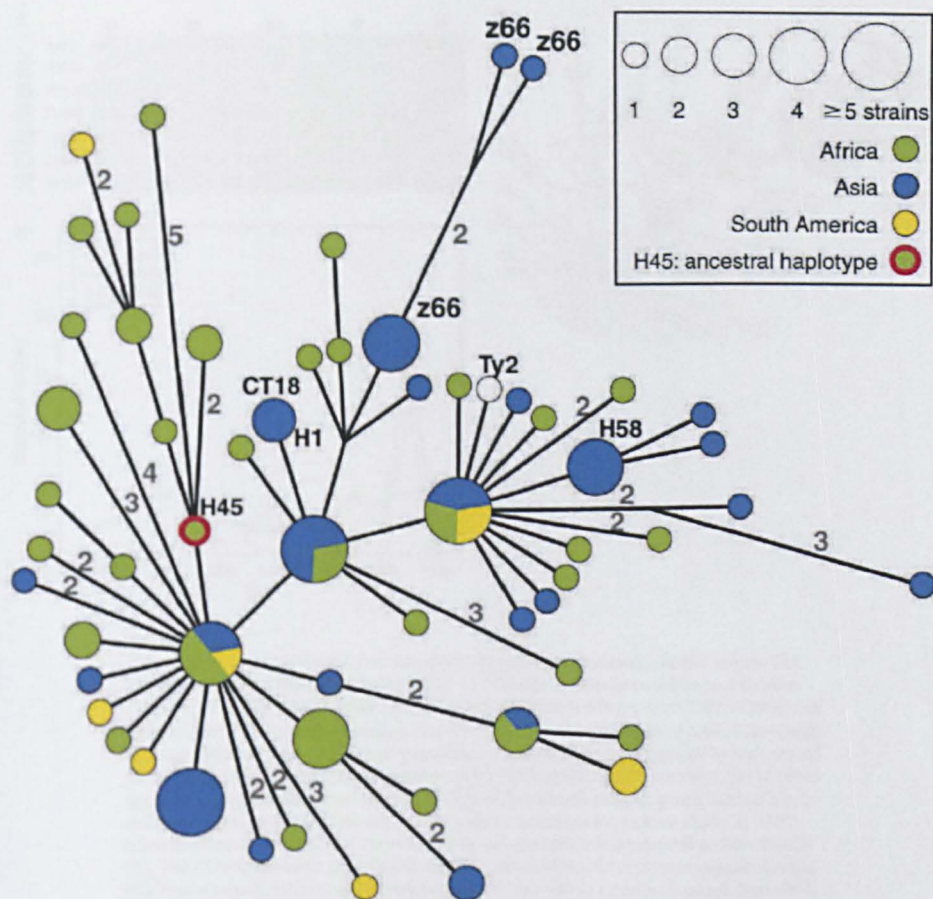 z66
z66
1 2 3 4 ≥5 strains
Africa
Asia
South America
H45: ancestral haplotype
2
5
2
z66
Ty2
CT18
H1
2
2
H58
4
3
H45
2
2
3
2
2
3
2
2
2
3
2